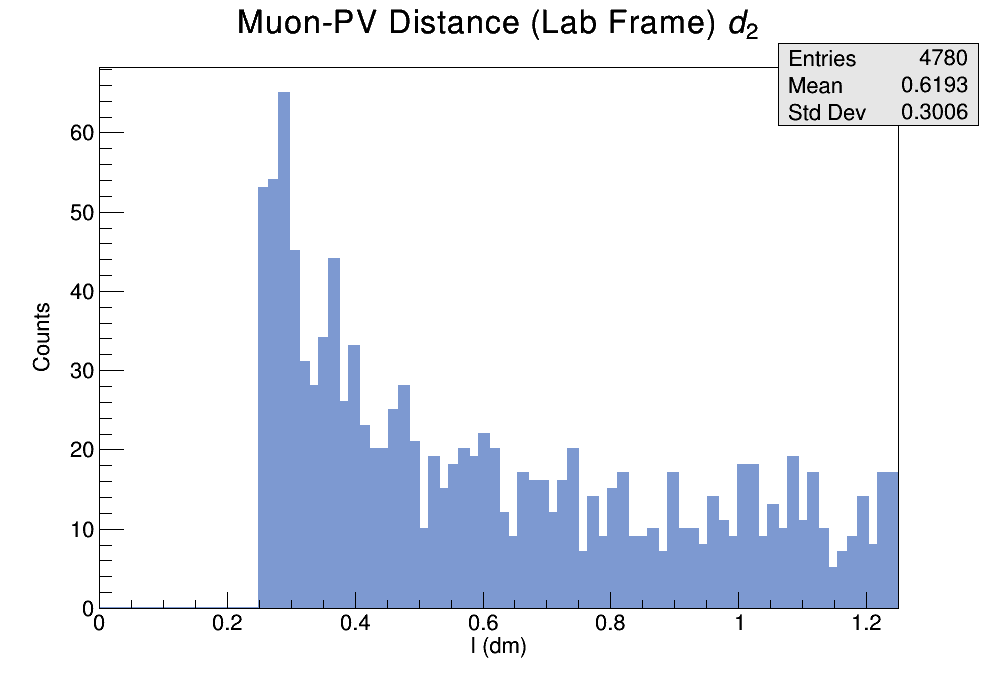 Muon-PV Distance (Lab Frame) d₂
Entries 4780
Mean 0.6193
Std Dev 0.3006
60
50
40
30
20
10
0
Counts
0 0.2 0.4 0.6 0.8 1 1.2
l (dm)